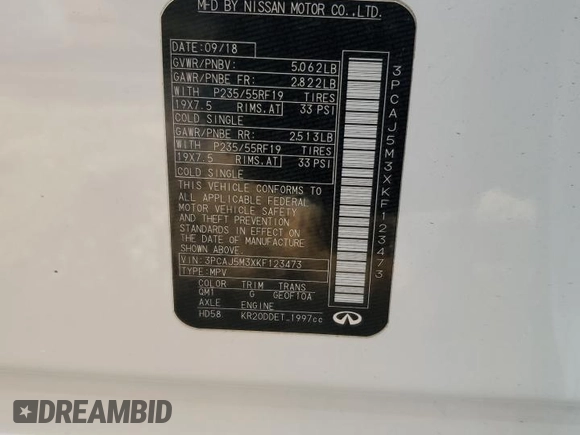 MFD BY NISSAN MOTOR CO.,LTD.
DATE: 09/18
GVWR/PNBV: 5.062LB
GAWR/PNBE FR: 2.822LB
WITH P235/55RF19 TIRES
19X7.5 RIMS.AT 33 PSI
COLD SINGLE
GAWR/PNBE RR: 2.513LB
WITH P235/55RF19 TIRES
19X7.5 RIMS.AT 33 PSI
COLD SINGLE
THIS VEHICLE CONFORMS TO
ALL APPLICABLE FEDERAL
MOTOR VEHICLE SAFETY
AND THEFT PREVENTION
STANDARDS IN EFFECT ON
THE DATE OF MANUFACTURE
SHOWN ABOVE.
VIN: 3PCAJ5M3XKF123473
TYPE: MPV
COLOR TRIM TRANS
QMT G GE0F10A
AXLE ENGINE
HD58 KR20DDET_1997cc
3PCAJ5M3XKF123473
DREAMBID